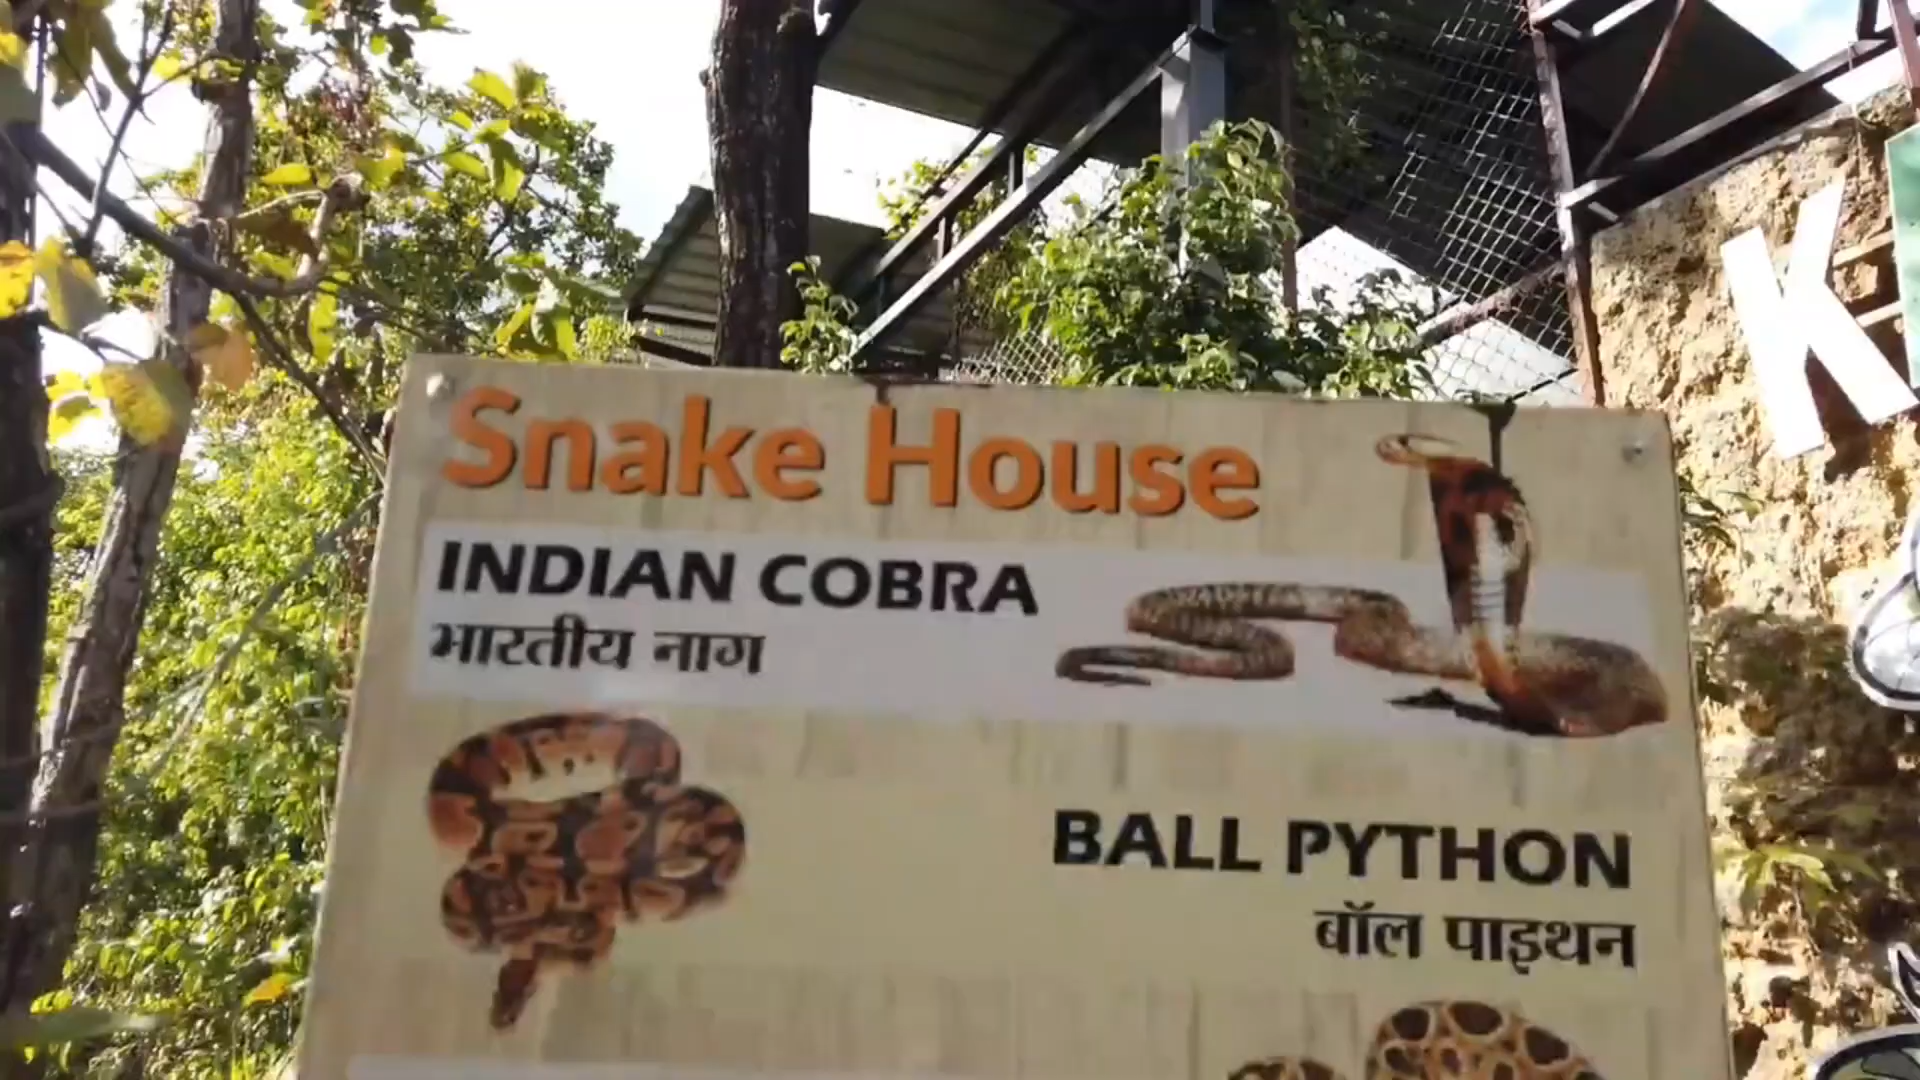 Snake House
INDIAN COBRA
भारतीय नाग
BALL PYTHON
बॉल पाइथन
K